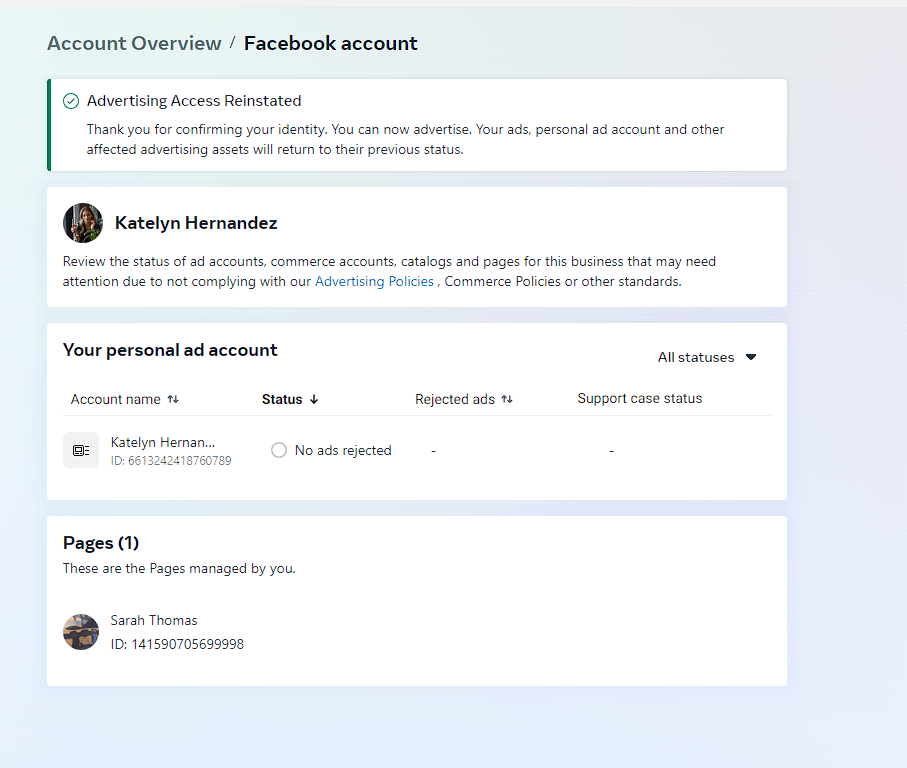 Account Overview / Facebook account
Advertising Access Reinstated
Thank you for confirming your identity. You can now advertise. Your ads, personal ad account and other
affected advertising assets will return to their previous status.
Katelyn Hernandez
Review the status of ad accounts, commerce accounts, catalogs and pages for this business that may need
attention due to not complying with our Advertising Policies , Commerce Policies or other standards.
Your personal ad account
All statuses
Account name Status Rejected ads Support case status
Katelyn Hernan...
ID: 6613242418760789
No ads rejected - -
Pages (1)
These are the Pages managed by you.
Sarah Thomas
ID: 141590705699998